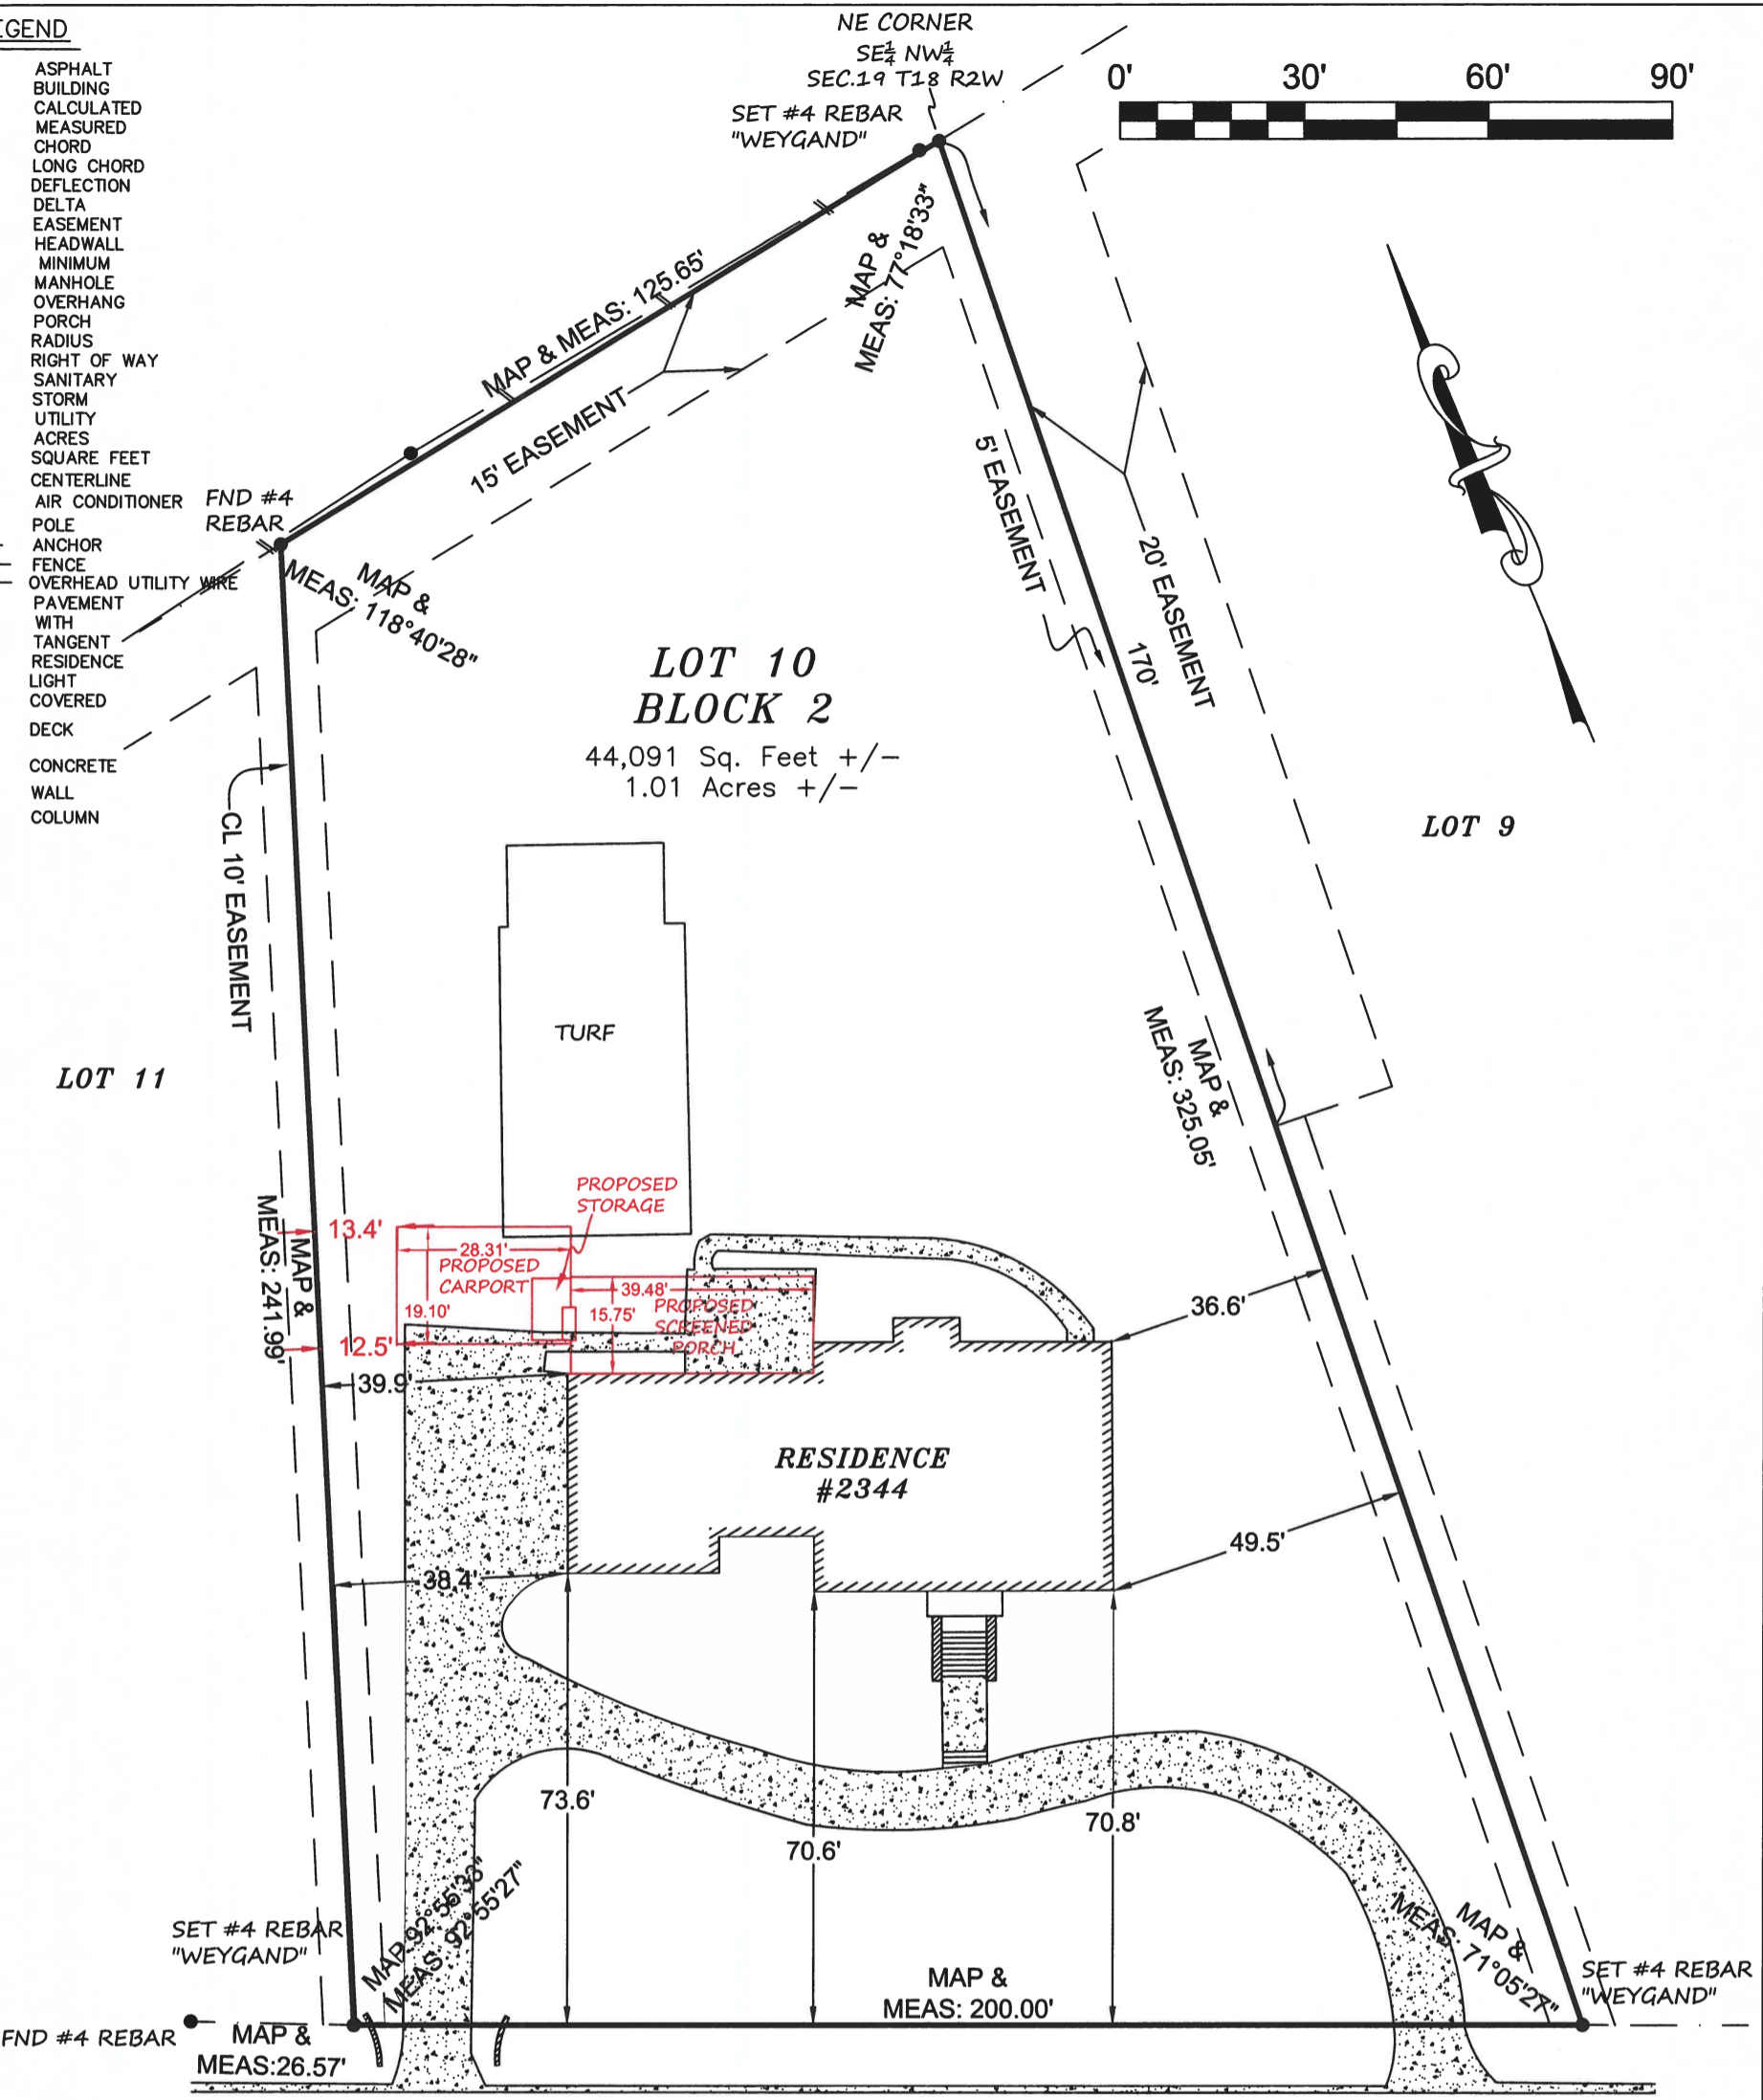 EGEND
ASPHALT
BUILDING
CALCULATED
MEASURED
CHORD
LONG CHORD
DEFLECTION
DELTA
EASEMENT
HEADWALL
MINIMUM
MANHOLE
OVERHANG
PORCH
RADIUS
RIGHT OF WAY
SANITARY
STORM
UTILITY
ACRES
SQUARE FEET
CENTERLINE
AIR CONDITIONER
POLE
ANCHOR
FENCE
OVERHEAD UTILITY WIRE
PAVEMENT
WITH
TANGENT
RESIDENCE
LIGHT
COVERED
DECK
CONCRETE
WALL
COLUMN
NE CORNER
SE¼ NW¼
SEC.19 T18 R2W
SET #4 REBAR
"WEYGAND"
0' 30' 60' 90'
MAP & MEAS: 125.65'
MAP &
MEAS: 77°18'33"
15' EASEMENT
FND #4
REBAR
MAP &
MEAS: 118°40'28"
5' EASEMENT
20' EASEMENT
170'
LOT 10
BLOCK 2
44,091 Sq. Feet +/-
1.01 Acres +/-
LOT 9
CL 10' EASEMENT
LOT 11
TURF
MAP &
MEAS: 325.05'
MAP &
MEAS: 241.99'
PROPOSED
STORAGE
13.4'
28.31'
PROPOSED
CARPORT
19.10'
39.48'
15.75'
PROPOSED
SCREENED
PORCH
12.5'
36.6'
39.9'
RESIDENCE
#2344
49.5'
38.4'
73.6'
70.6'
70.8'
MAP:92°55'33"
MEAS: 92°55'27"
MAP &
MEAS: 71°05'27"
SET #4 REBAR
"WEYGAND"
MAP &
MEAS: 200.00'
SET #4 REBAR
"WEYGAND"
FND #4 REBAR
MAP &
MEAS:26.57'